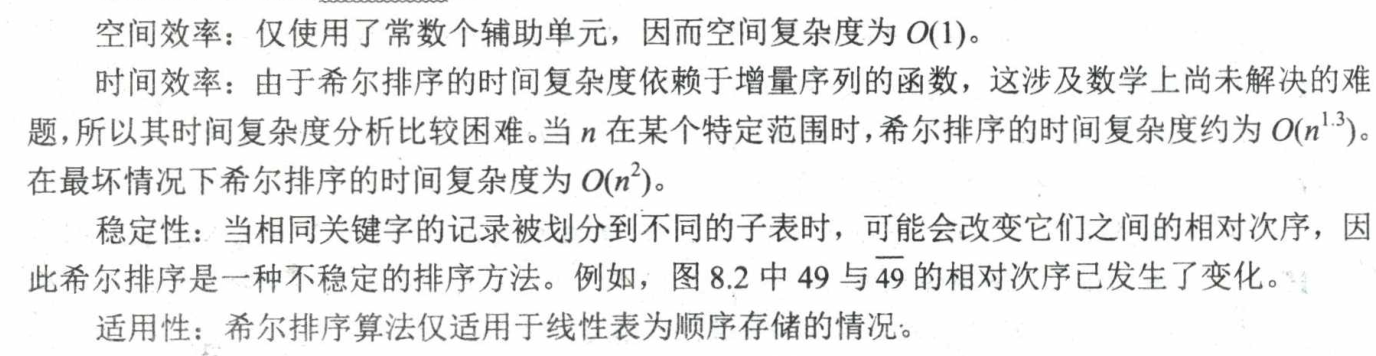 空间效率：仅使用了常数个辅助单元，因而空间复杂度为 O(1)。
时间效率：由于希尔排序的时间复杂度依赖于增量序列的函数，这涉及数学上尚未解决的难
题，所以其时间复杂度分析比较困难。当 n 在某个特定范围时，希尔排序的时间复杂度约为 O(n^1.3)。
在最坏情况下希尔排序的时间复杂度为 O(n²)。
稳定性：当相同关键字的记录被划分到不同的子表时，可能会改变它们之间的相对次序，因
此希尔排序是一种不稳定的排序方法。例如，图 8.2 中 49 与 4̅9̅ 的相对次序已发生了变化。
适用性：希尔排序算法仅适用于线性表为顺序存储的情况。